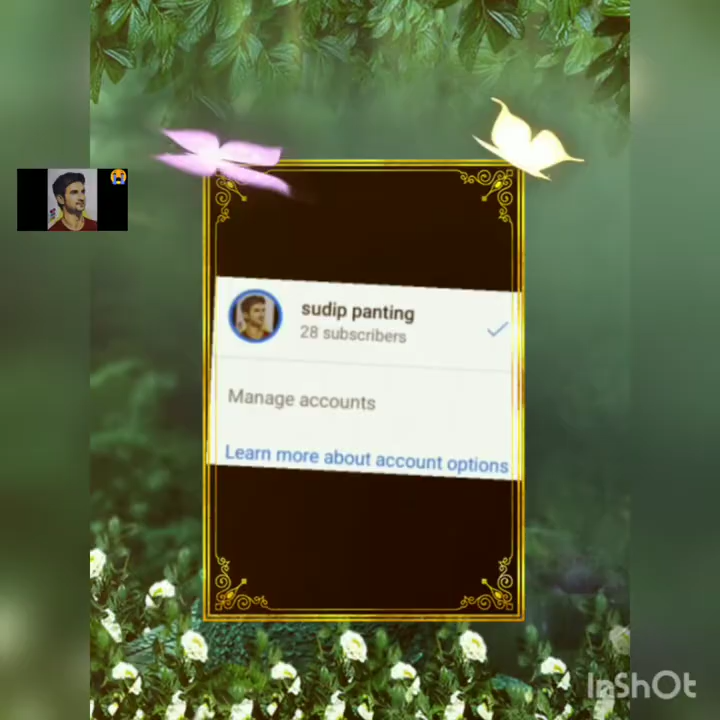 sudip panting
28 subscribers
Manage accounts
Learn more about account options
InShOt